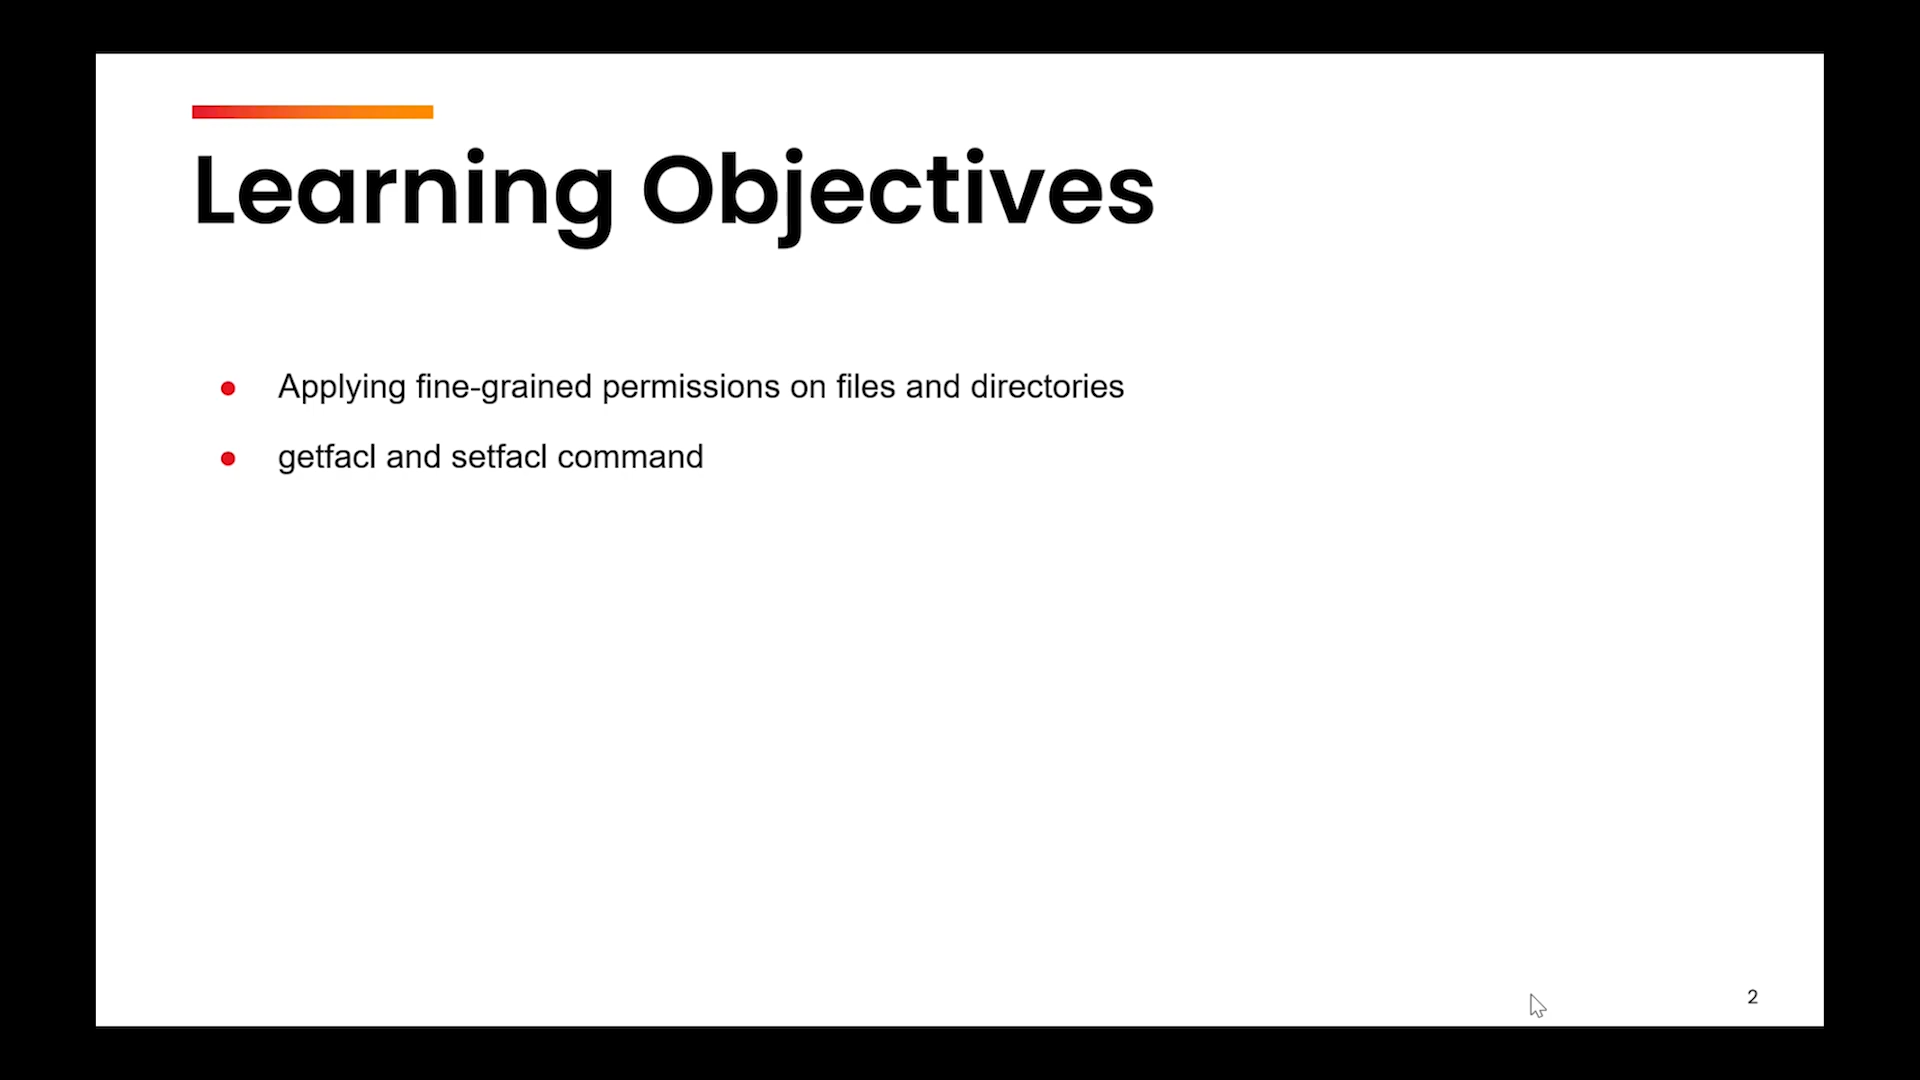 Learning Objectives
Applying fine-grained permissions on files and directories
getfacl and setfacl command
2